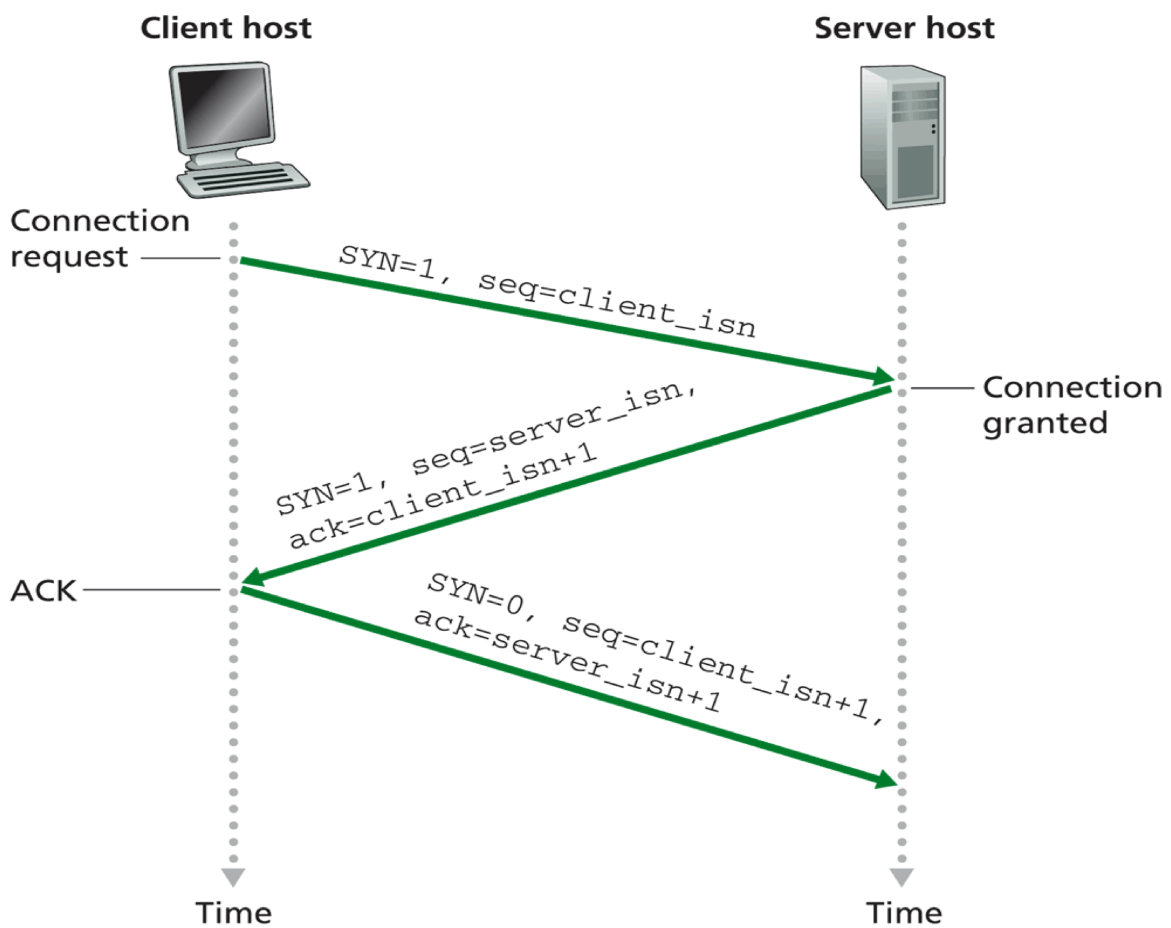 Client host
Server host
Connection
request
SYN=1, seq=client_isn
Connection
granted
SYN=1, seq=server_isn,
ack=client_isn+1
ACK
SYN=0, seq=client_isn+1,
ack=server_isn+1
Time
Time